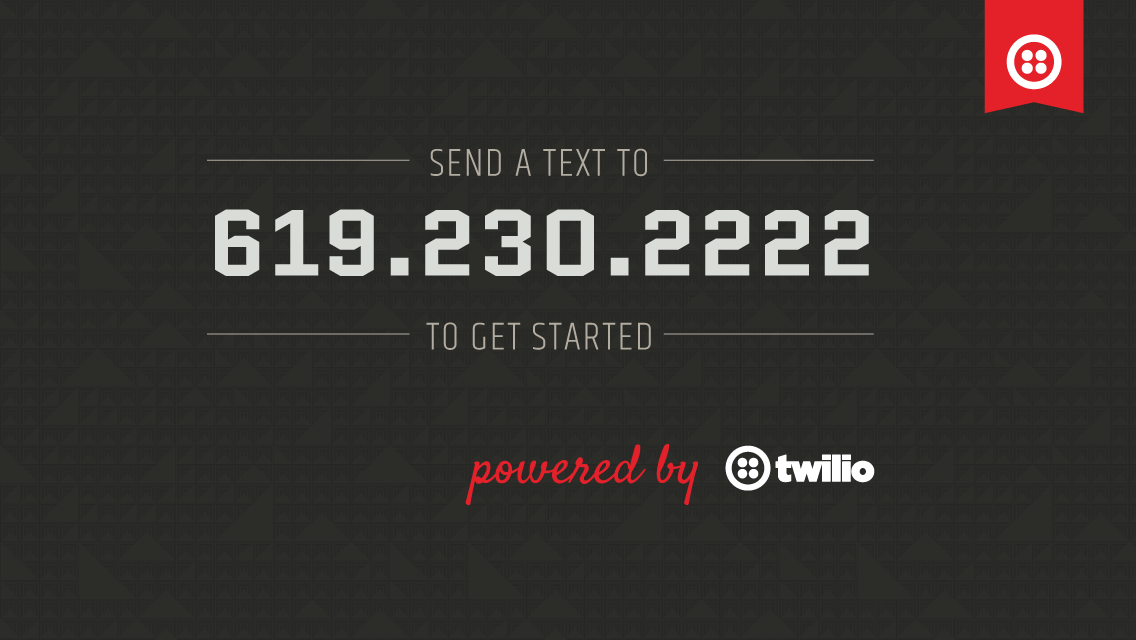 SEND A TEXT TO
619.230.2222
TO GET STARTED
powered by twilio